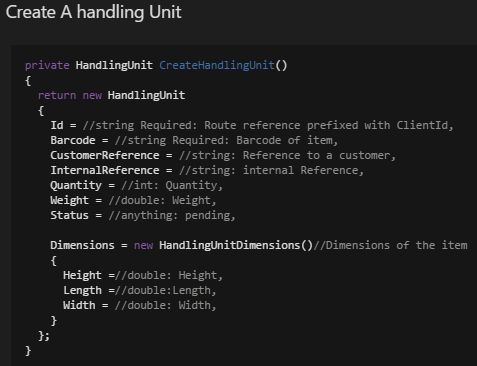 Create A handling Unit
private HandlingUnit CreateHandlingUnit()
{
return new HandlingUnit
{
Id = //string Required: Route reference prefixed with ClientId,
Barcode = //string Required: Barcode of item,
CustomerReference = //string: Reference to a customer,
InternalReference = //string: internal Reference,
Quantity = //int: Quantity,
Weight = //double: Weight,
Status = //anything: pending,
Dimensions = new HandlingUnitDimensions()//Dimensions of the item
{
Height =//double: Height,
Length =//double:Length,
Width = //double: Width,
}
};
}